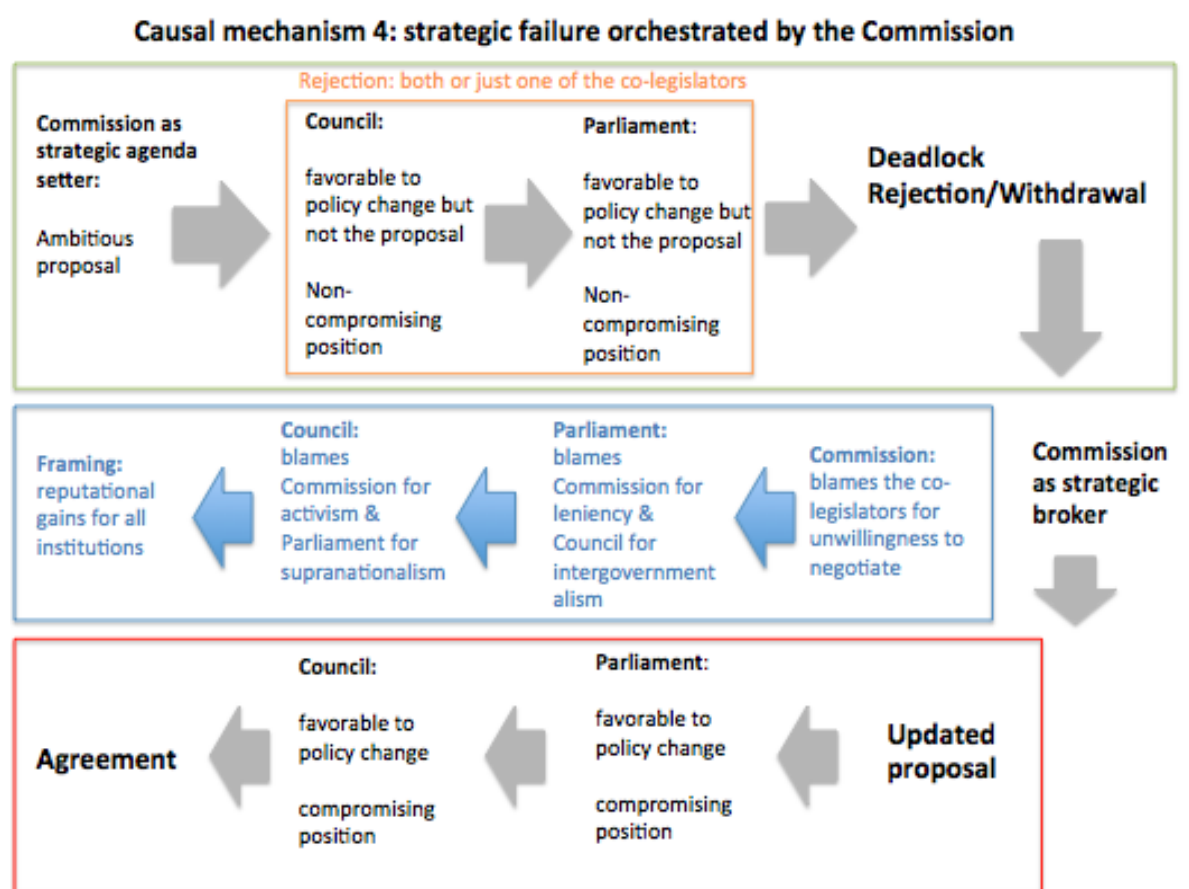 Causal mechanism 4: strategic failure orchestrated by the Commission
Rejection: both or just one of the co-legislators
Commission as
strategic agenda
setter:
Ambitious
proposal
Council:
favorable to
policy change but
not the proposal
Non-
compromising
position
Parliament:
favorable to
policy change but
not the proposal
Non-
compromising
position
Deadlock
Rejection/Withdrawal
Commission
as strategic
broker
Commission:
blames the co-
legislators for
unwillingness to
negotiate
Parliament:
blames
Commission for
leniency &
Council for
intergovernment
alism
Council:
blames
Commission for
activism &
Parliament for
supranationalism
Framing:
reputational
gains for all
institutions
Updated
proposal
Parliament:
favorable to
policy change
compromising
position
Council:
favorable to
policy change
compromising
position
Agreement